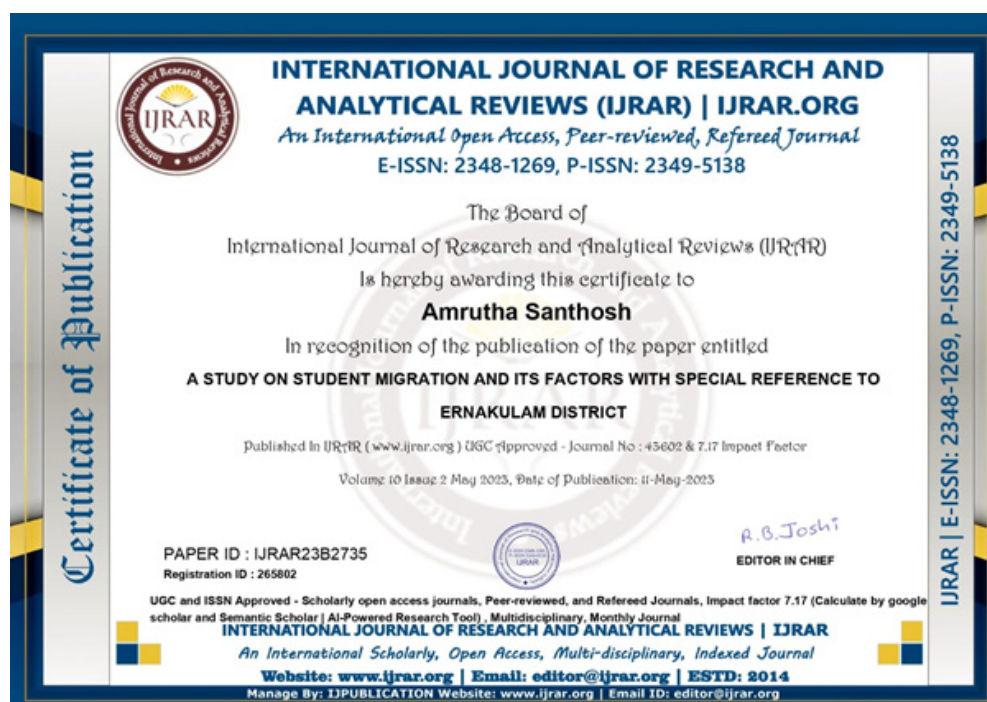 International Journal of Research and Analytical Reviews
IJRAR
INTERNATIONAL JOURNAL OF RESEARCH AND
ANALYTICAL REVIEWS (IJRAR) | IJRAR.ORG
An International Open Access, Peer-reviewed, Refereed Journal
E-ISSN: 2348-1269, P-ISSN: 2349-5138
Certificate of Publication
The Board of
International Journal of Research and Analytical Reviews (IJRAR)
Is hereby awarding this certificate to
Amrutha Santhosh
In recognition of the publication of the paper entitled
A STUDY ON STUDENT MIGRATION AND ITS FACTORS WITH SPECIAL REFERENCE TO
ERNAKULAM DISTRICT
Published In IJRAR ( www.ijrar.org ) UGC Approved - Journal No : 43602 & 7.17 Impact Factor
Volume 10 Issue 2 May 2023, Date of Publication: 11-May-2023
PAPER ID : IJRAR23B2735
Registration ID : 265802
IJRAR
R.B.Joshi
EDITOR IN CHIEF
IJRAR | E-ISSN: 2348-1269, P-ISSN: 2349-5138
UGC and ISSN Approved - Scholarly open access journals, Peer-reviewed, and Refereed Journals, Impact factor 7.17 (Calculate by google
scholar and Semantic Scholar | AI-Powered Research Tool) , Multidisciplinary, Monthly Journal
INTERNATIONAL JOURNAL OF RESEARCH AND ANALYTICAL REVIEWS | IJRAR
An International Scholarly, Open Access, Multi-disciplinary, Indexed Journal
Website: www.ijrar.org | Email: editor@ijrar.org | ESTD: 2014
Manage By: IJPUBLICATION Website: www.ijrar.org | Email ID: editor@ijrar.org